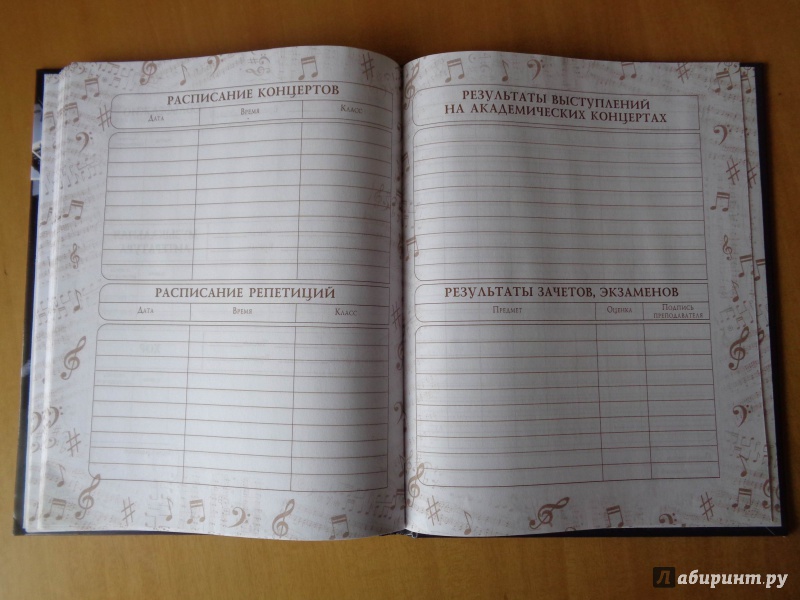 РАСПИСАНИЕ КОНЦЕРТОВ
ДАТА ВРЕМЯ КЛАСС
РАСПИСАНИЕ РЕПЕТИЦИЙ
ДАТА ВРЕМЯ КЛАСС
РЕЗУЛЬТАТЫ ВЫСТУПЛЕНИЙ
НА АКАДЕМИЧЕСКИХ КОНЦЕРТАХ
РЕЗУЛЬТАТЫ ЗАЧЕТОВ, ЭКЗАМЕНОВ
ПРЕДМЕТ ОЦЕНКА ПОДПИСЬ
ПРЕПОДАВАТЕЛЯ
Лабиринт.ру